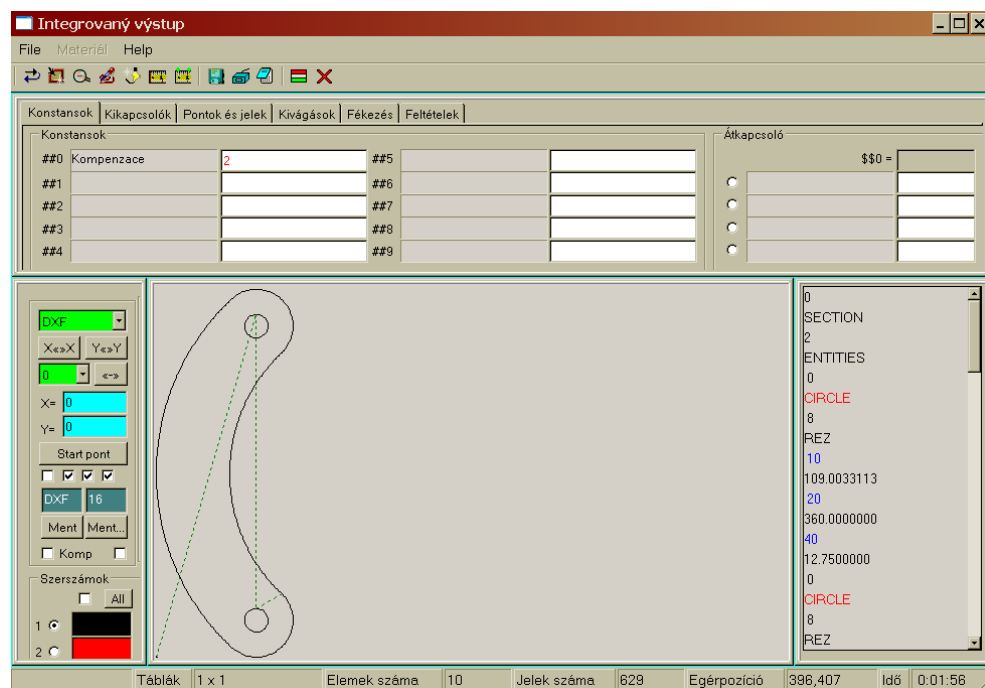 Integrovaný výstup
File Materiál Help
Konstansok Kikapcsolók Pontok és jelek Kivágások Fékezés Feltételek
Konstansok Átkapcsoló
##0 Kompenzace 2 ##5 $$0 =
##1 ##6
##2 ##7
##3 ##8
##4 ##9
DXF
X«»X Y«»Y
0 «-»
X= 0
Y= 0
Start pont
DXF 16
Ment Ment...
Komp
Szerszámok
All
1
2
0
SECTION
2
ENTITIES
0
CIRCLE
8
REZ
10
109.0033113
20
360.0000000
40
12.7500000
0
CIRCLE
8
REZ
Táblák 1 x 1 Elemek száma 10 Jelek száma 629 Egérpozíció 396,407 Idő 0:01:56